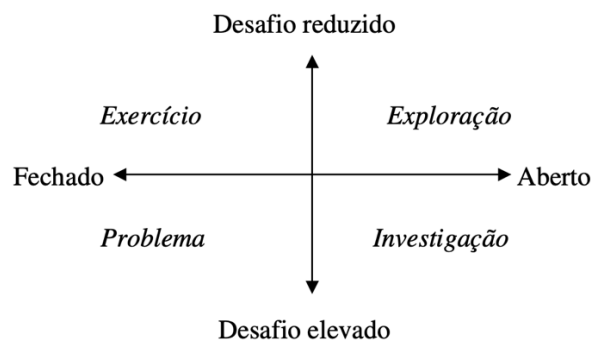 Desafio reduzido
Exercício Exploração
Fechado Aberto
Problema Investigação
Desafio elevado